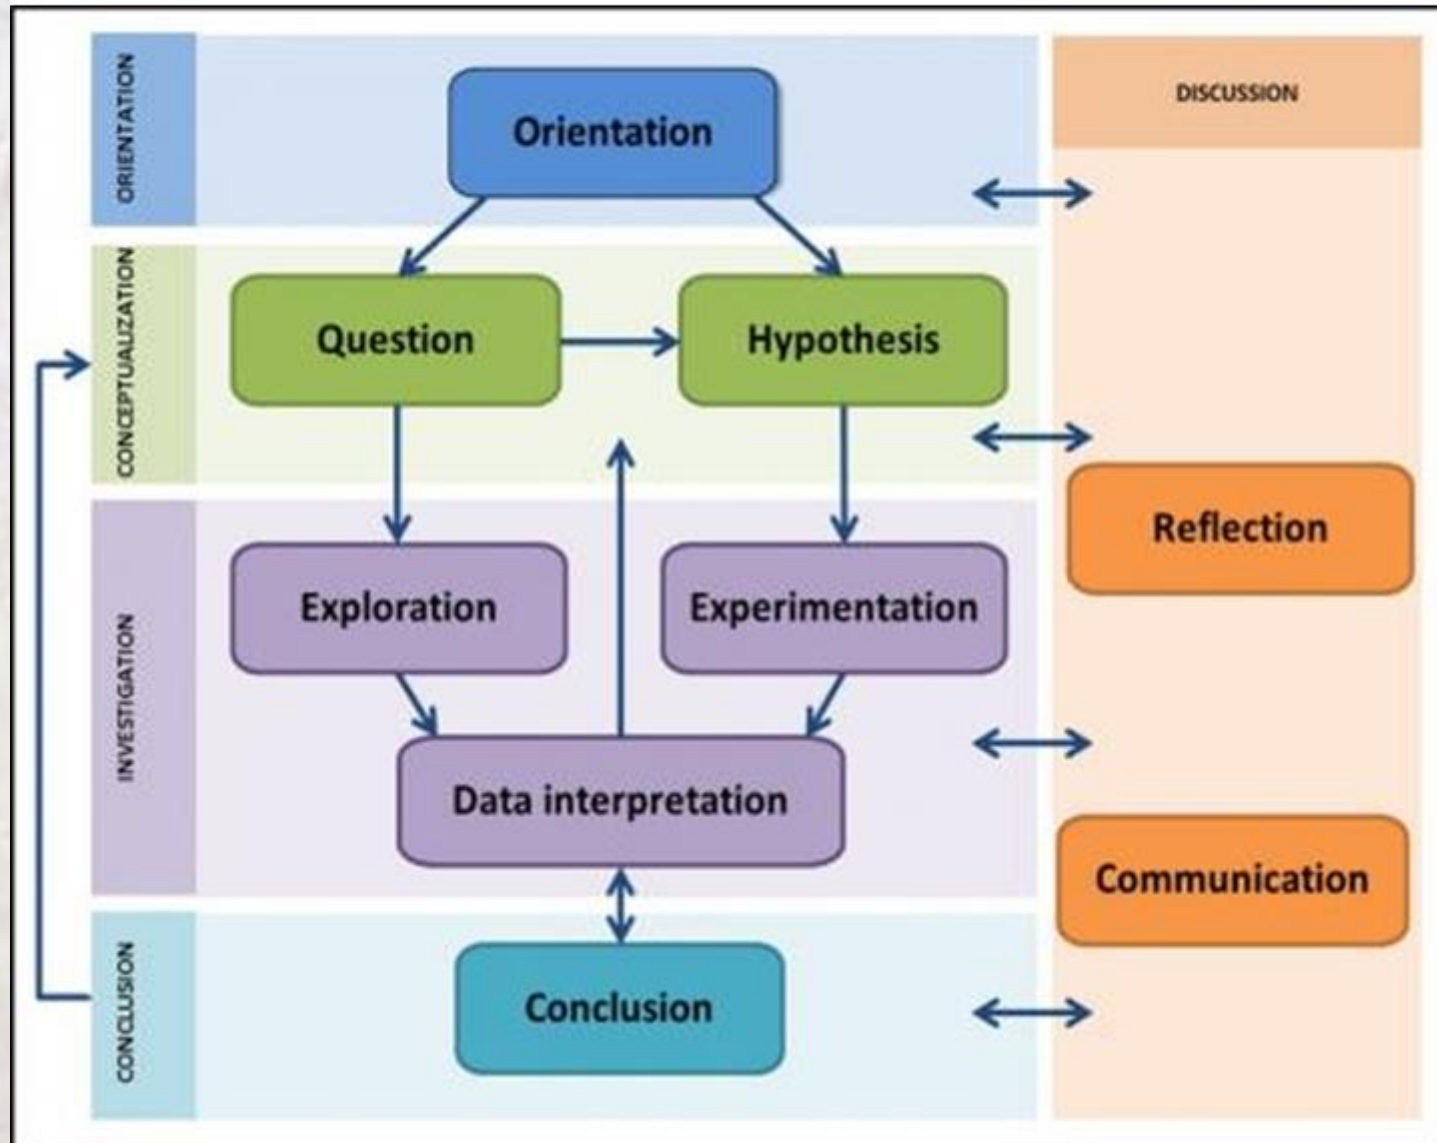 ORIENTATION
Orientation
DISCUSSION
CONCEPTUALIZATION
Question
Hypothesis
Reflection
INVESTIGATION
Exploration
Experimentation
Data interpretation
Communication
CONCLUSION
Conclusion